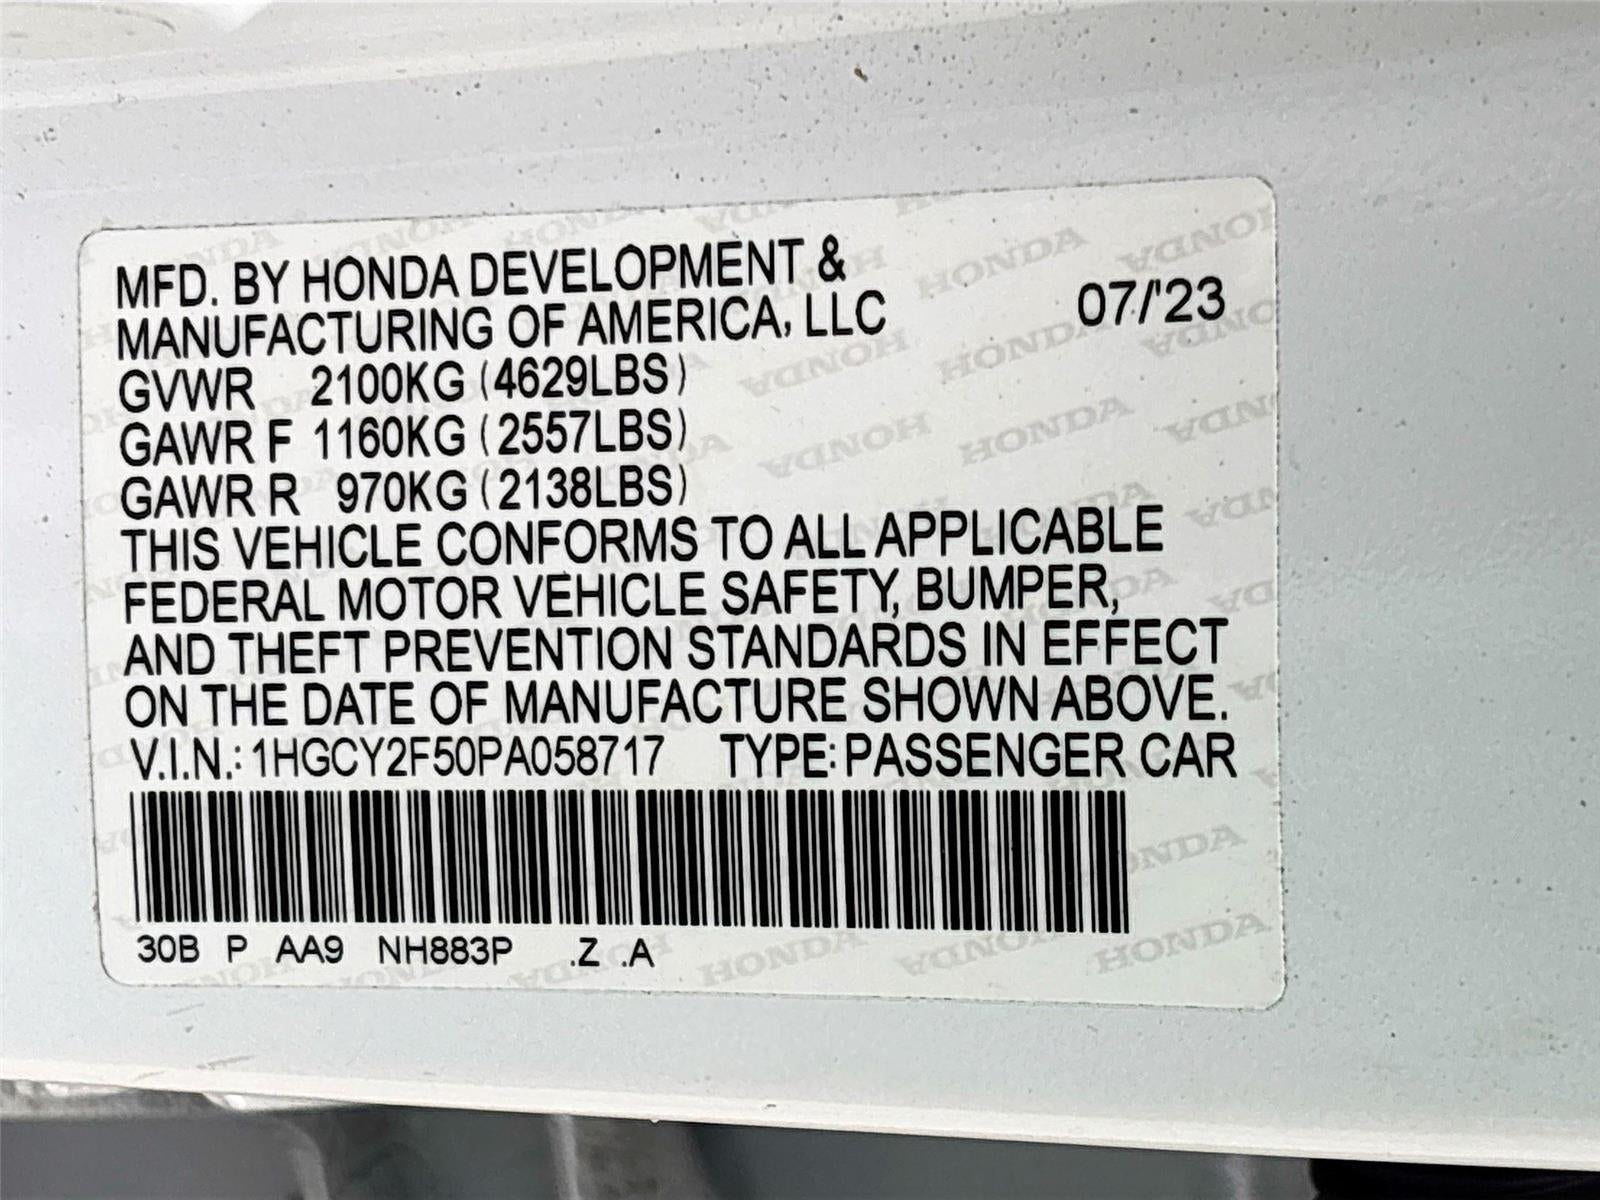 MFD. BY HONDA DEVELOPMENT &
MANUFACTURING OF AMERICA, LLC 07/'23
GVWR 2100KG (4629LBS)
GAWR F 1160KG (2557LBS)
GAWR R 970KG (2138LBS)
THIS VEHICLE CONFORMS TO ALL APPLICABLE
FEDERAL MOTOR VEHICLE SAFETY, BUMPER,
AND THEFT PREVENTION STANDARDS IN EFFECT
ON THE DATE OF MANUFACTURE SHOWN ABOVE.
V.I.N.: 1HGCY2F50PA058717 TYPE: PASSENGER CAR
30B P AA9 NH883P .Z .A